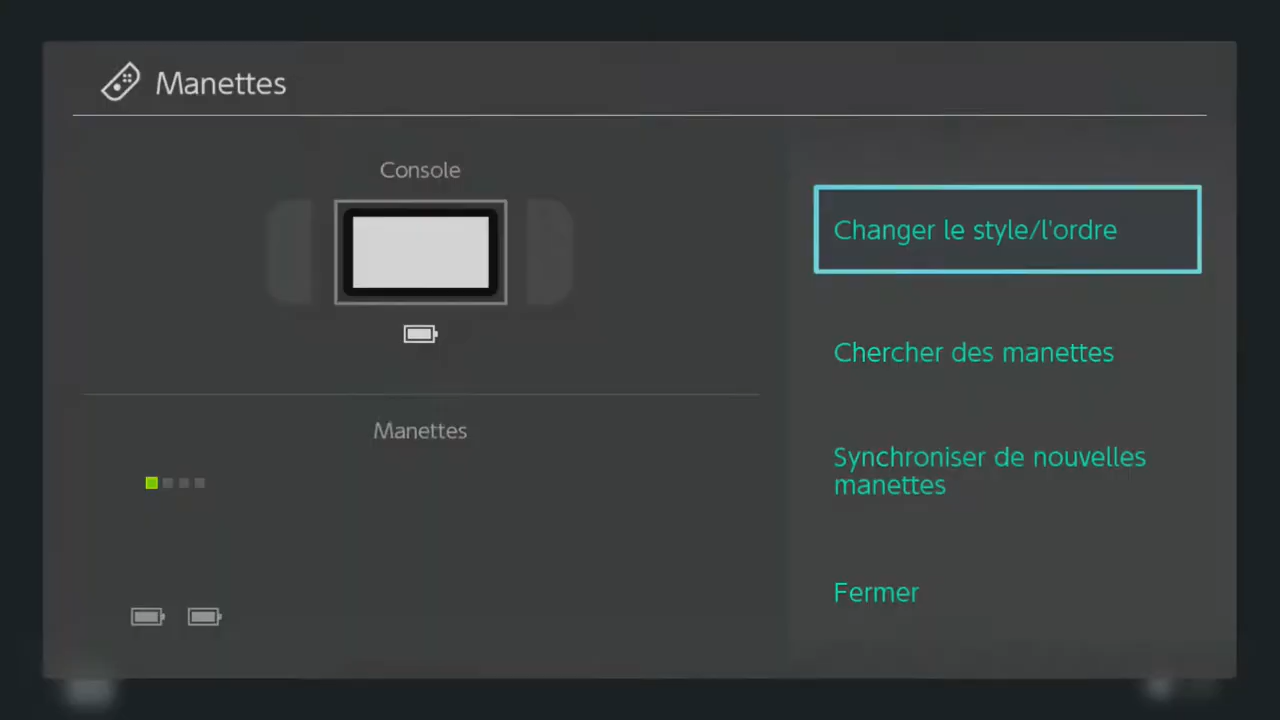 Manettes
Console
Manettes
Changer le style/l'ordre
Chercher des manettes
Synchroniser de nouvelles
manettes
Fermer